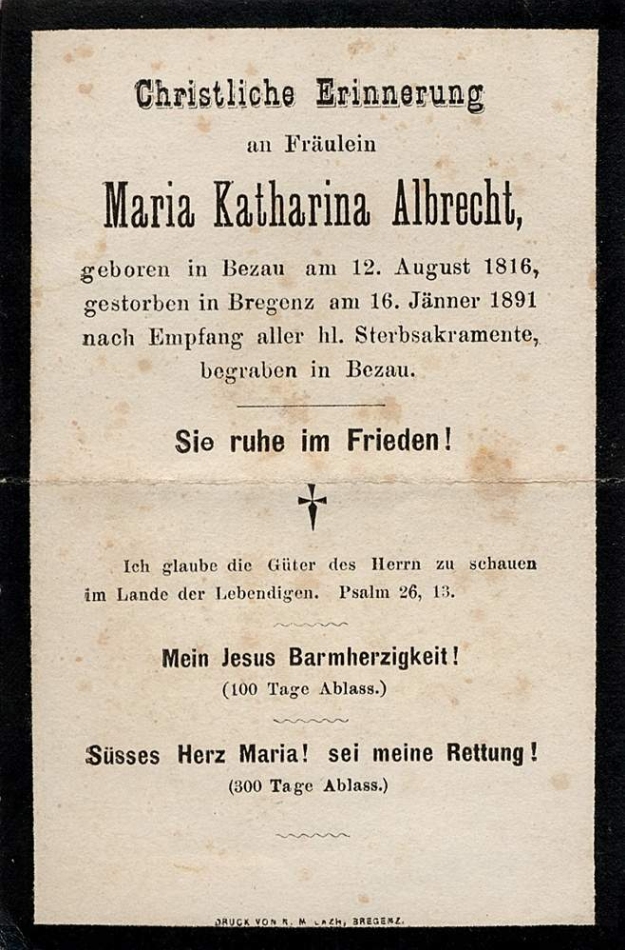 Christliche Erinnerung
an Fräulein
Maria Katharina Albrecht,
geboren in Bezau am 12. August 1816,
gestorben in Bregenz am 16. Jänner 1891
nach Empfang aller hl. Sterbsakramente,
begraben in Bezau.
Sie ruhe im Frieden!
Ich glaube die Güter des Herrn zu schauen
im Lande der Lebendigen. Psalm 26, 13.
Mein Jesus Barmherzigkeit!
(100 Tage Ablass.)
Süsses Herz Maria! sei meine Rettung!
(300 Tage Ablass.)
DRUCK VON BREGENZ.